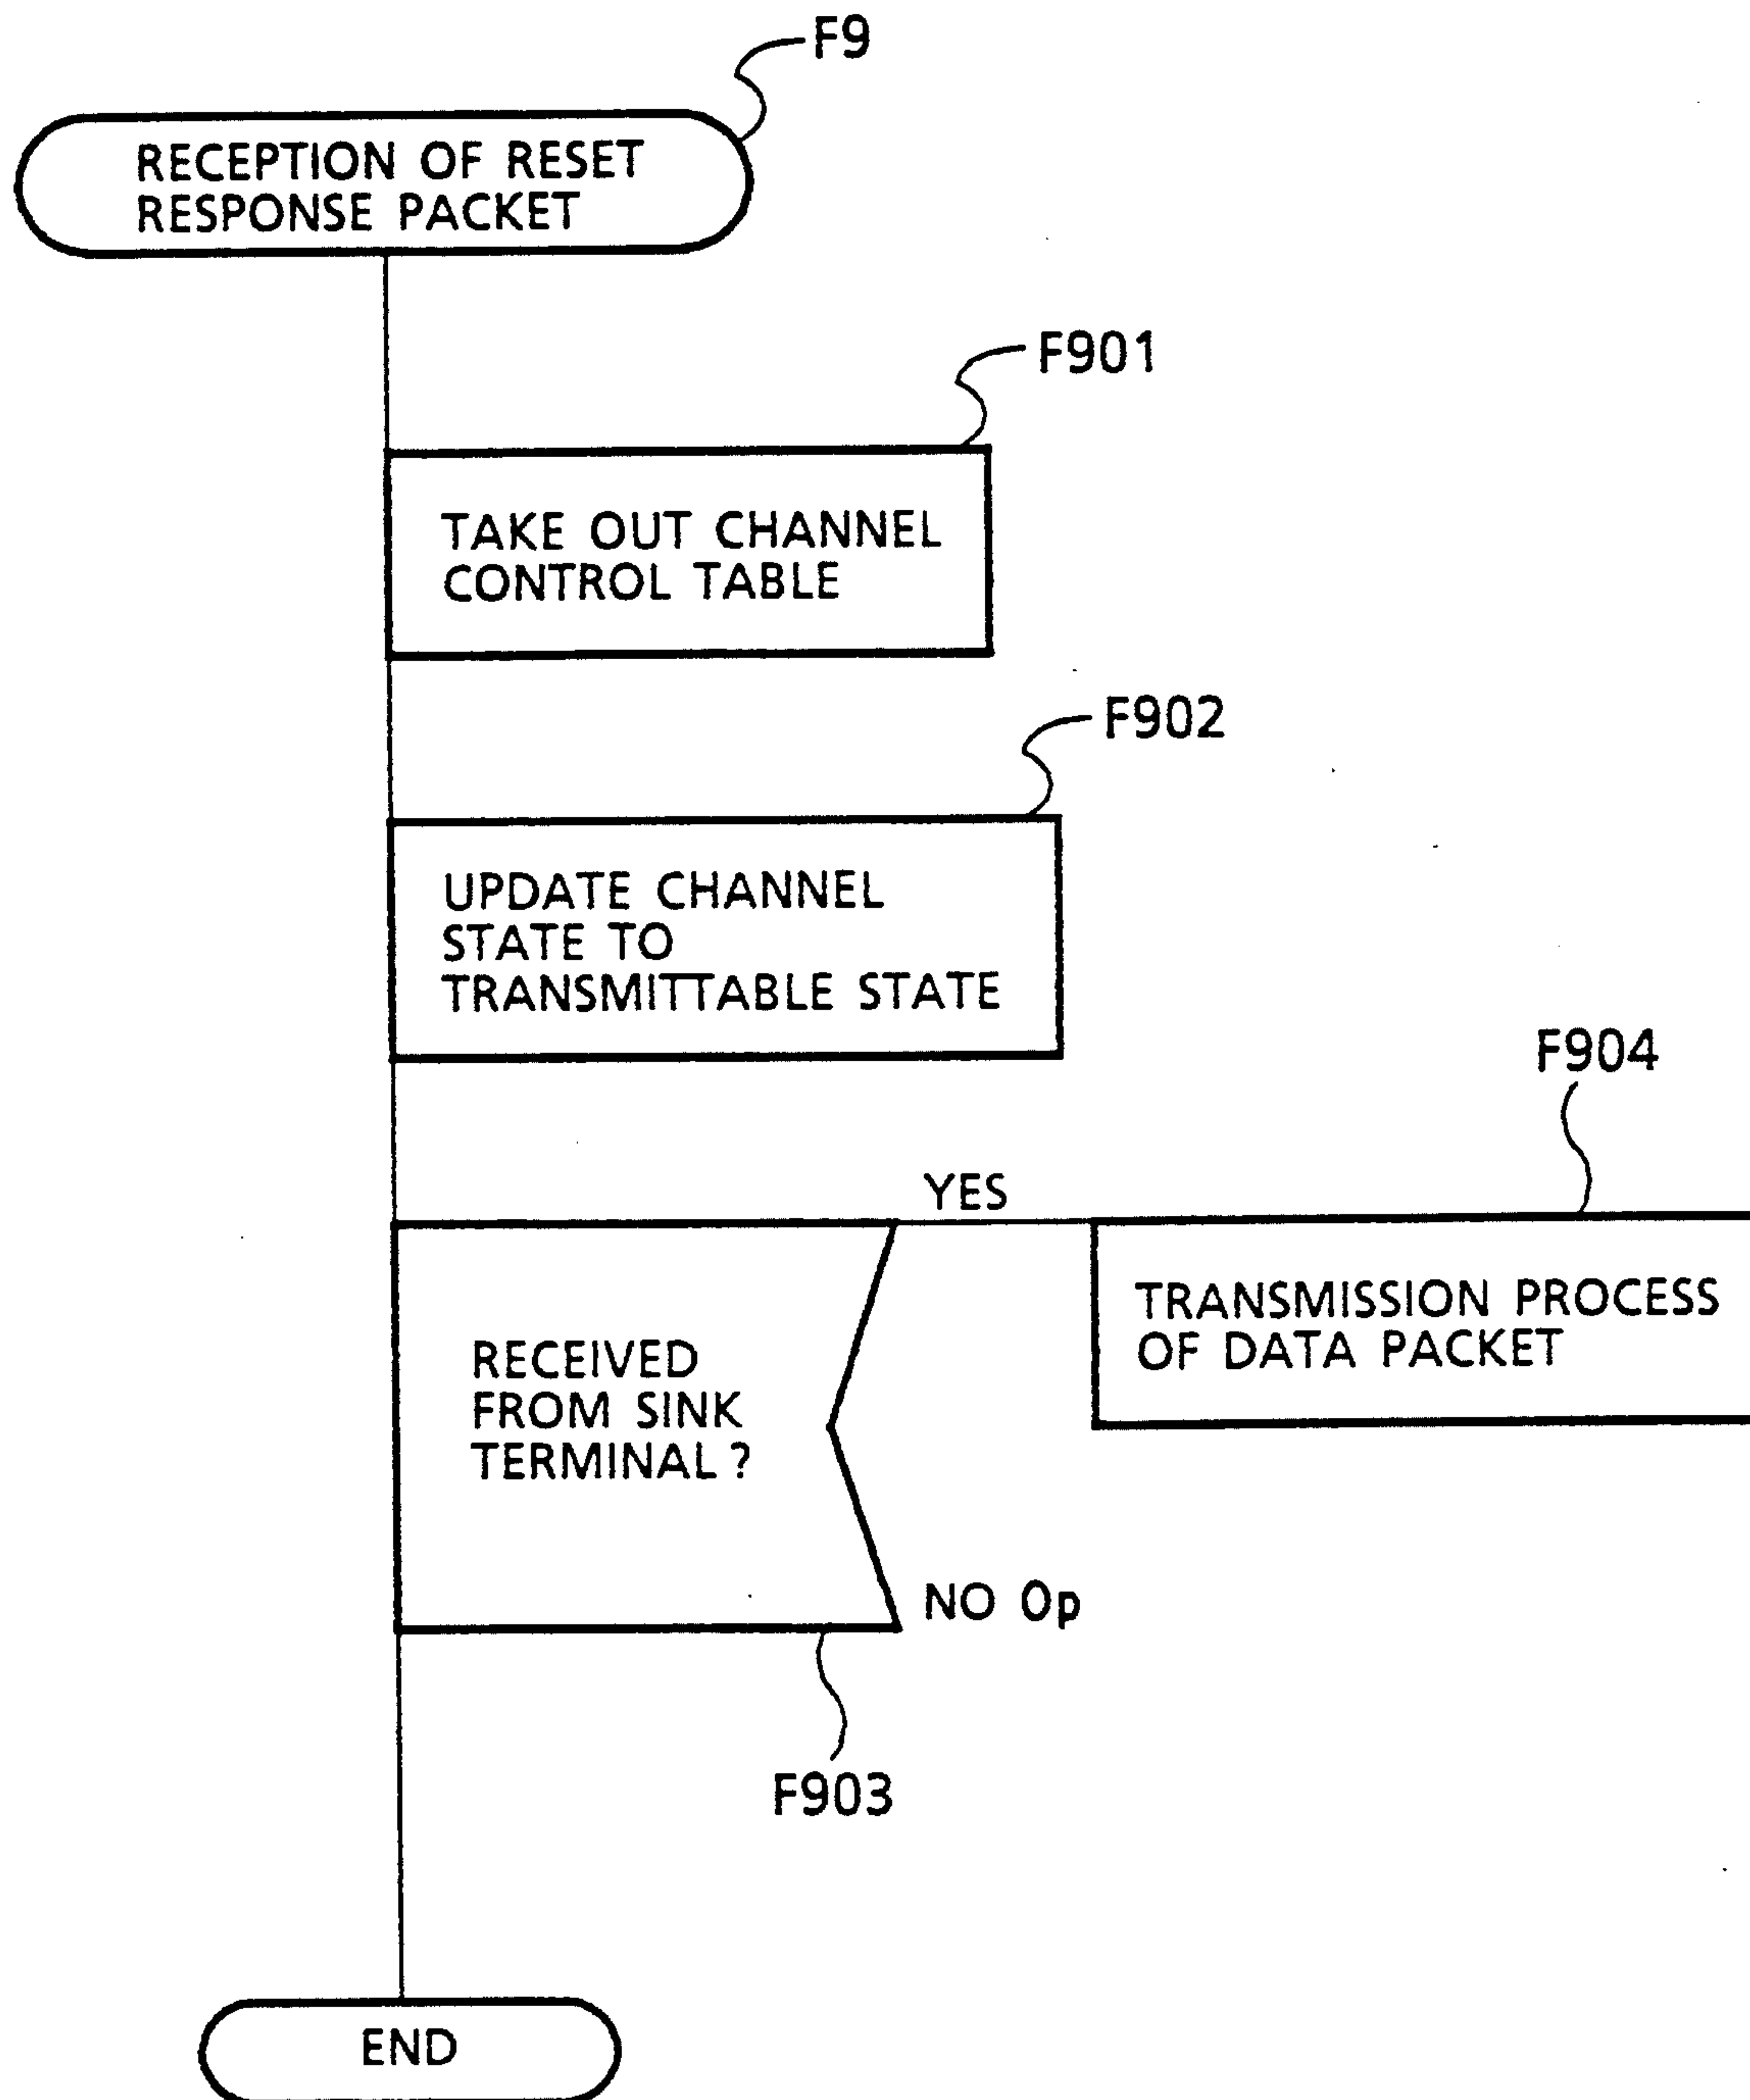 F9
RECEPTION OF RESET
RESPONSE PACKET
F901
TAKE OUT CHANNEL
CONTROL TABLE
F902
UPDATE CHANNEL
STATE TO
TRANSMITTABLE STATE
F904
YES
TRANSMISSION PROCESS
OF DATA PACKET
RECEIVED
FROM SINK
TERMINAL?
NO Op
F903
END